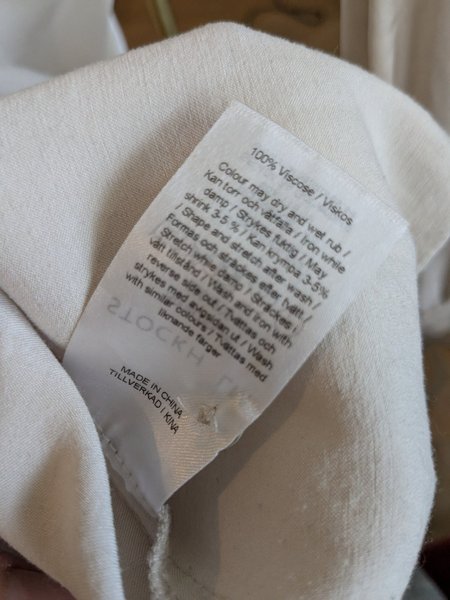 100% Viscose / Viskos
Colour may dry and wet rub /
Kan torr och våtfälla / Iron while
damp / Strykes fuktig / May
shrink 3-5 % / Kan krympa 3-5%
/ Shape and stretch after wash /
Formas och sträckes efter tvätt /
Stretch while damp / Sträckes i
vått tillstånd / Wash and iron with
reverse side out / Tvättas och
strykes med avigsidan ut / Wash
with similar colours / Tvättas med
liknande färger
STOCKH
MADE IN CHINA
TILLVERKAD I KINA